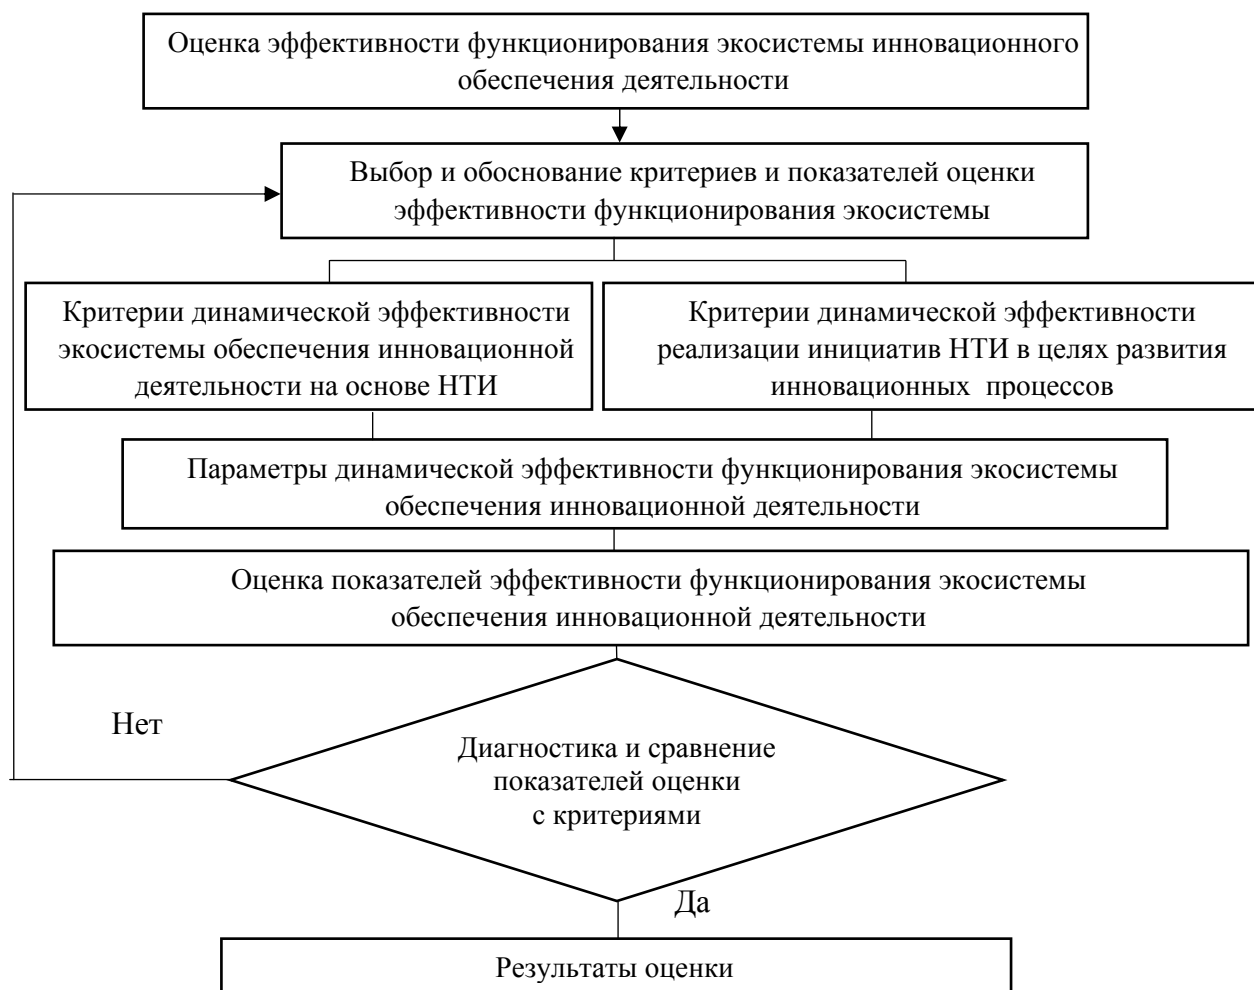 Оценка эффективности функционирования экосистемы инновационного
обеспечения деятельности
Выбор и обоснование критериев и показателей оценки
эффективности функционирования экосистемы
Критерии динамической эффективности
экосистемы обеспечения инновационной
деятельности на основе НТИ
Критерии динамической эффективности
реализации инициатив НТИ в целях развития
инновационных процессов
Параметры динамической эффективности функционирования экосистемы
обеспечения инновационной деятельности
Оценка показателей эффективности функционирования экосистемы
обеспечения инновационной деятельности
Нет
Диагностика и сравнение
показателей оценки
с критериями
Да
Результаты оценки